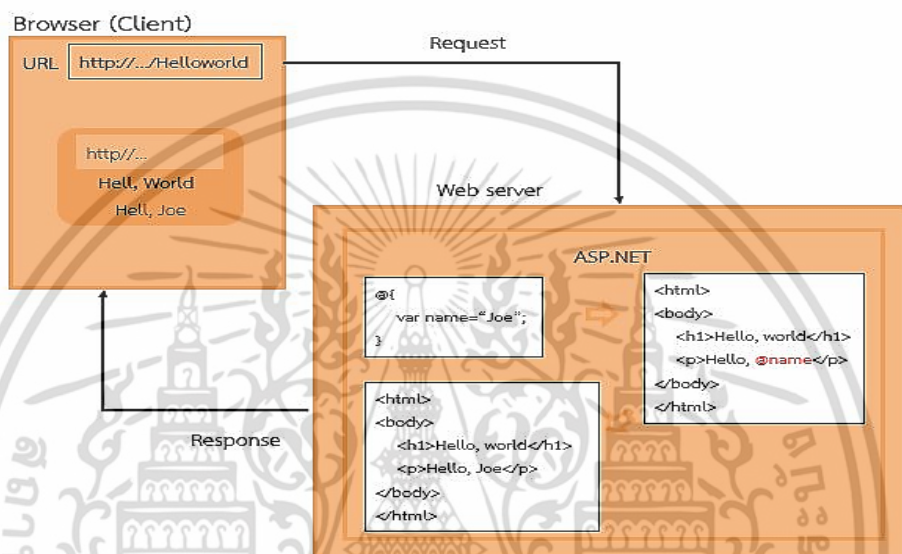 Browser (Client)
URL http://.../Helloworld
http//...
Hell, World
Hell, Joe
Request
Web server
ASP.NET
@{
var name=“Joe”;
}
<html>
<body>
<h1>Hello, world</h1>
<p>Hello, @name</p>
</body>
</html>
<html>
<body>
<h1>Hello, world</h1>
<p>Hello, Joe</p>
</body>
</html>
Response